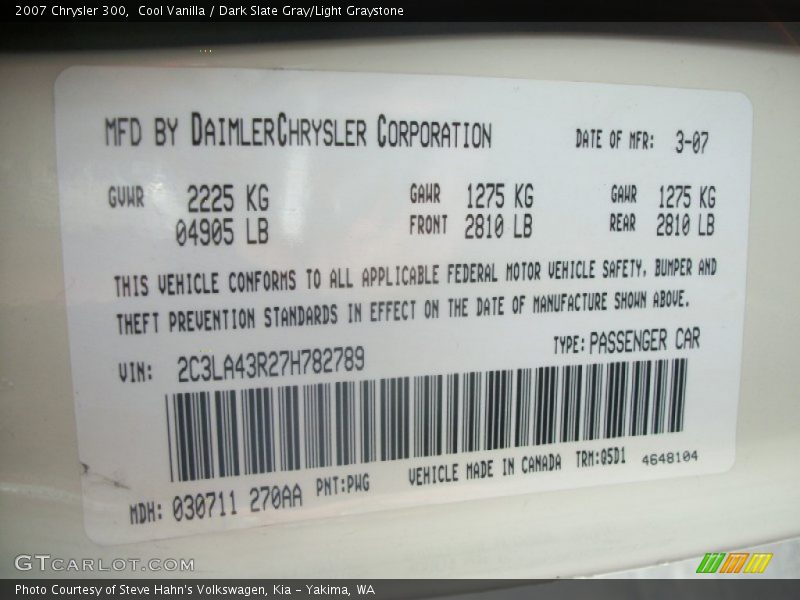 2007 Chrysler 300, Cool Vanilla / Dark Slate Gray/Light Graystone
MFD BY DAIMLERCHRYSLER CORPORATION DATE OF MFR: 3-07
GVWR 2225 KG GAWR 1275 KG GAWR 1275 KG
04905 LB FRONT 2810 LB REAR 2810 LB
THIS VEHICLE CONFORMS TO ALL APPLICABLE FEDERAL MOTOR VEHICLE SAFETY, BUMPER AND
THEFT PREVENTION STANDARDS IN EFFECT ON THE DATE OF MANUFACTURE SHOWN ABOVE.
VIN: 2C3LA43R27H782789 TYPE: PASSENGER CAR
MDH: 030711 270AA PNT:PWG VEHICLE MADE IN CANADA TRM:Q5D1 4648104
GTCARLOT.COM
Photo Courtesy of Steve Hahn's Volkswagen, Kia - Yakima, WA